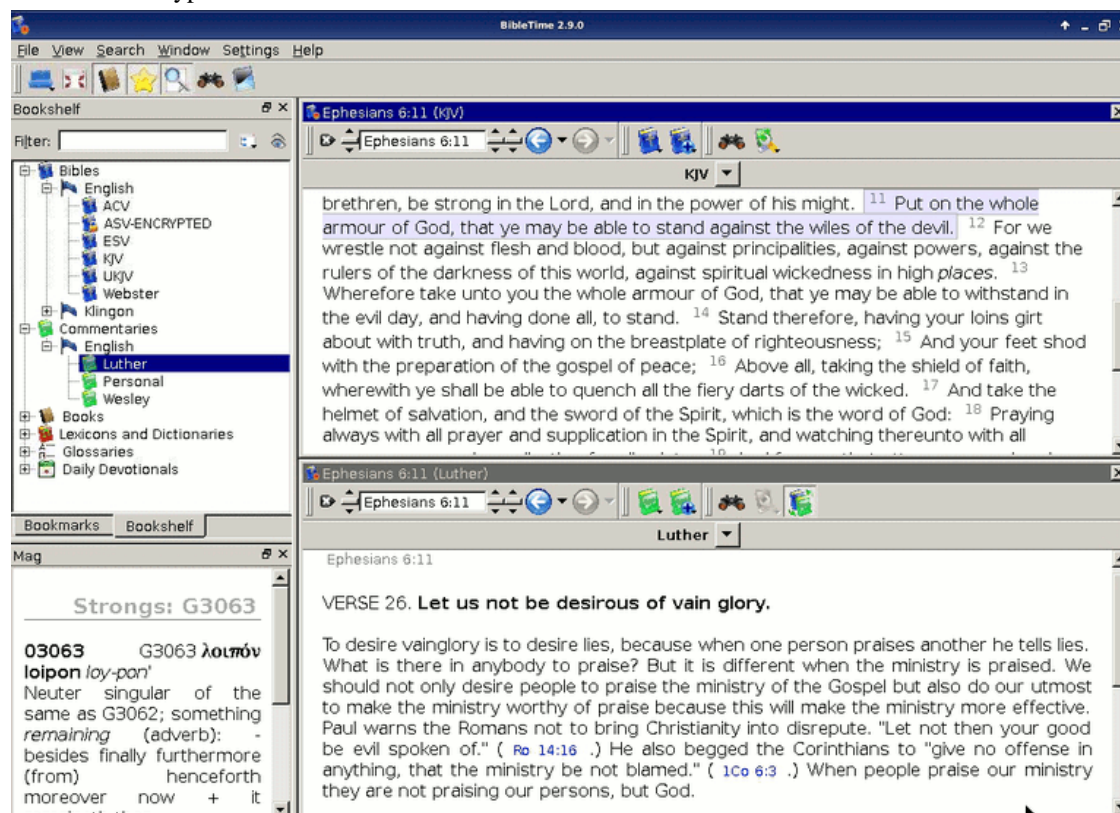 BibleTime 2.9.0
File View Search Window Settings Help
Bookshelf
Filter:
Bibles
English
ACV
ASV-ENCRYPTED
ESV
KJV
UKJV
Webster
Klingon
Commentaries
English
Luther
Personal
Wesley
Books
Lexicons and Dictionaries
Glossaries
Daily Devotionals
Bookmarks Bookshelf
Mag
Strongs: G3063
03063 G3063 λοιπόν
loipon loy-pon'
Neuter singular of the
same as G3062; something
remaining (adverb): -
besides finally furthermore
(from) henceforth
moreover now + it
Ephesians 6:11 (KJV)
Ephesians 6:11
KJV
brethren, be strong in the Lord, and in the power of his might. 11 Put on the whole
armour of God, that ye may be able to stand against the wiles of the devil. 12 For we
wrestle not against flesh and blood, but against principalities, against powers, against the
rulers of the darkness of this world, against spiritual wickedness in high places. 13
Wherefore take unto you the whole armour of God, that ye may be able to withstand in
the evil day, and having done all, to stand. 14 Stand therefore, having your loins girt
about with truth, and having on the breastplate of righteousness; 15 And your feet shod
with the preparation of the gospel of peace; 16 Above all, taking the shield of faith,
wherewith ye shall be able to quench all the fiery darts of the wicked. 17 And take the
helmet of salvation, and the sword of the Spirit, which is the word of God: 18 Praying
always with all prayer and supplication in the Spirit, and watching thereunto with all
Ephesians 6:11 (Luther)
Ephesians 6:11
Luther
Ephesians 6:11
VERSE 26. Let us not be desirous of vain glory.
To desire vainglory is to desire lies, because when one person praises another he tells lies.
What is there in anybody to praise? But it is different when the ministry is praised. We
should not only desire people to praise the ministry of the Gospel but also do our utmost
to make the ministry worthy of praise because this will make the ministry more effective.
Paul warns the Romans not to bring Christianity into disrepute. "Let not then your good
be evil spoken of." ( Ro 14:16 .) He also begged the Corinthians to "give no offense in
anything, that the ministry be not blamed." ( 1Co 6:3 .) When people praise our ministry
they are not praising our persons, but God.